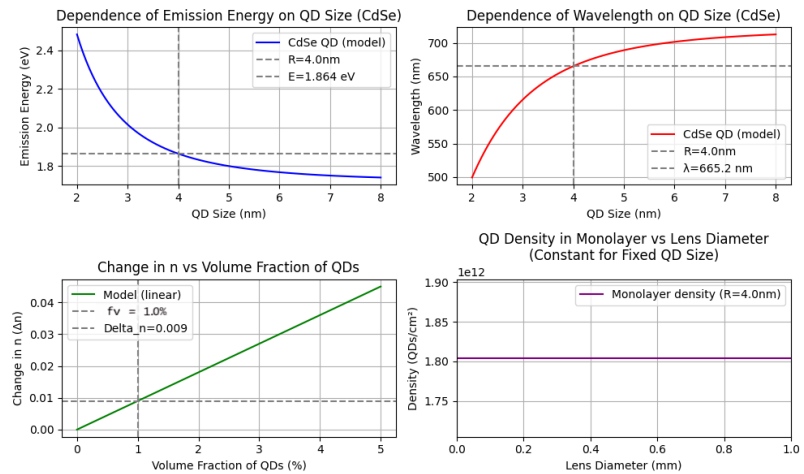 Dependence of Emission Energy on QD Size (CdSe)
Emission Energy (eV)
2.4
2.2
2.0
1.8
CdSe QD (model)
R=4.0nm
E=1.864 eV
2
3
4
5
6
7
8
QD Size (nm)
Dependence of Wavelength on QD Size (CdSe)
Wavelength (nm)
700
650
600
550
500
CdSe QD (model)
R=4.0nm
λ=665.2 nm
2
3
4
5
6
7
8
QD Size (nm)
Change in n vs Volume Fraction of QDs
Change in n (Δn)
0.04
0.03
0.02
0.01
0.00
Model (linear)
fv = 1.0%
Delta_n=0.009
0
1
2
3
4
5
Volume Fraction of QDs (%)
QD Density in Monolayer vs Lens Diameter
(Constant for Fixed QD Size)
1e12
Density (QDs/cm²)
1.90
1.85
1.80
1.75
Monolayer density (R=4.0nm)
0.0
0.2
0.4
0.6
0.8
1.0
Lens Diameter (mm)